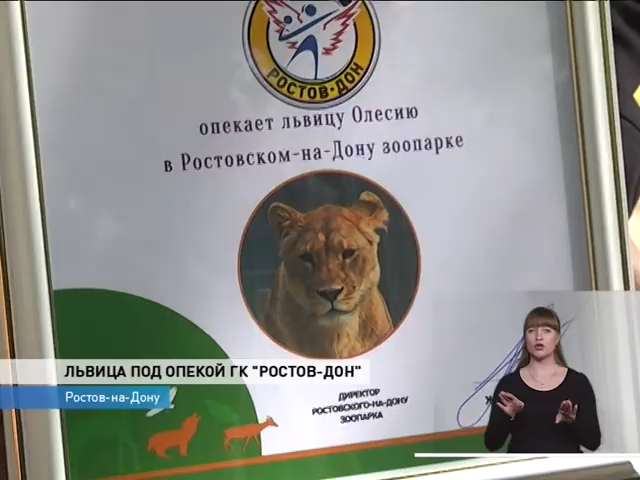 РОСТОВ-ДОН
опекает львицу Олесию
в Ростовском-на-Дону зоопарке
ЛЬВИЦА ПОД ОПЕКОЙ ГК "РОСТОВ-ДОН"
Ростов-на-Дону
ДИРЕКТОР
РОСТОВСКОГО-НА-ДОНУ
ЗООПАРКА